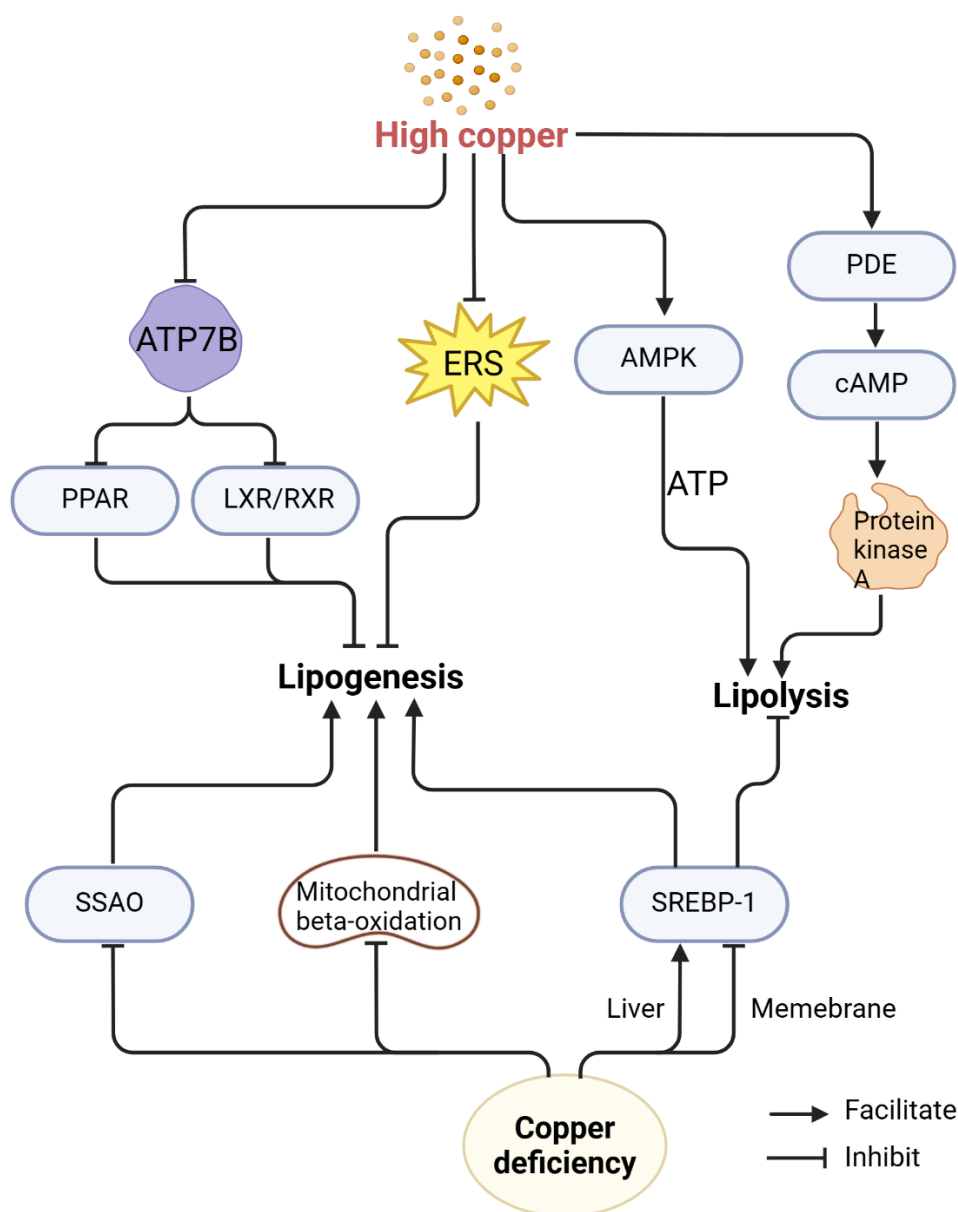 High copper
PDE
ATP7B
ERS
AMPK
cAMP
PPAR
LXR/RXR
ATP
Protein
kinase
A
Lipogenesis
Lipolysis
SSAO
Mitochondrial
beta-oxidation
SREBP-1
Liver
Memebrane
Copper
deficiency
Facilitate
Inhibit